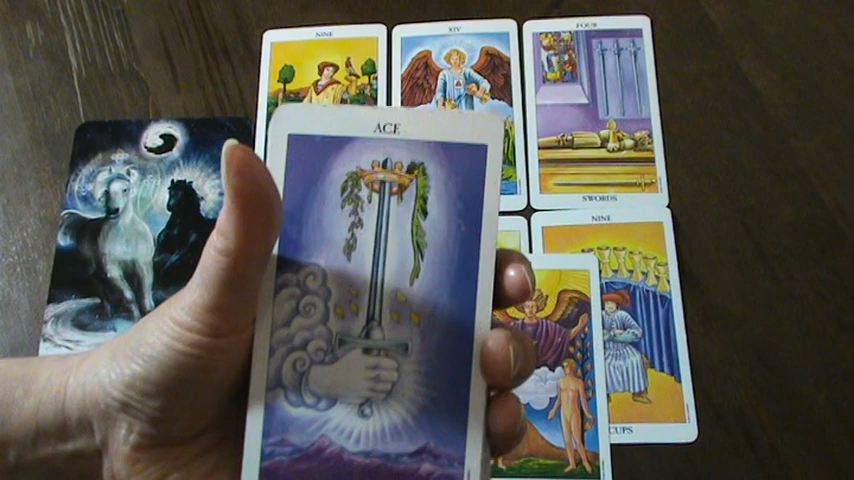 NINE
XIV
FOUR
ACE
SWORDS
NINE
CUPS